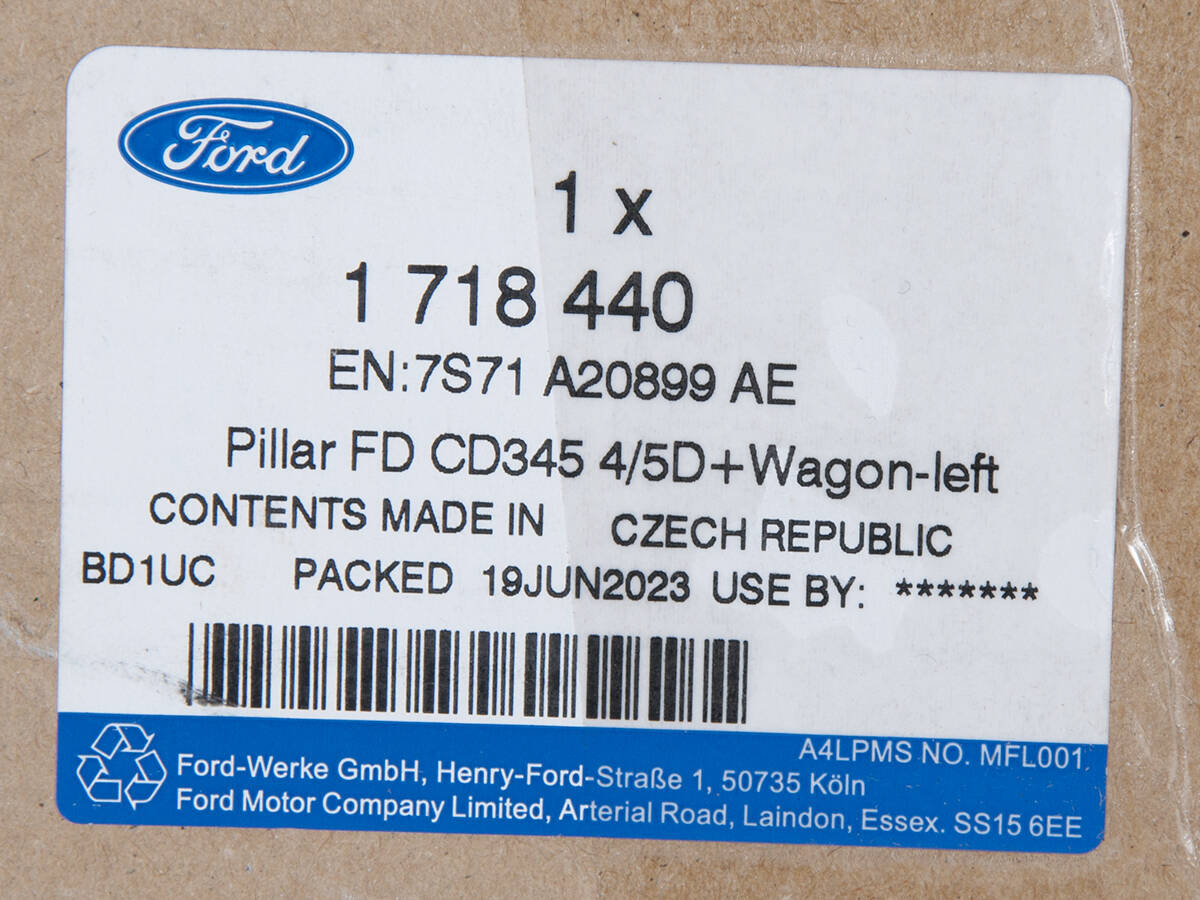 Ford
1 x
1 718 440
EN:7S71 A20899 AE
Pillar FD CD345 4/5D+Wagon-left
CONTENTS MADE IN CZECH REPUBLIC
BD1UC PACKED 19JUN2023 USE BY: *******
A4LPMS NO. MFL001
Ford-Werke GmbH, Henry-Ford-Straße 1, 50735 Köln
Ford Motor Company Limited, Arterial Road, Laindon, Essex. SS15 6EE